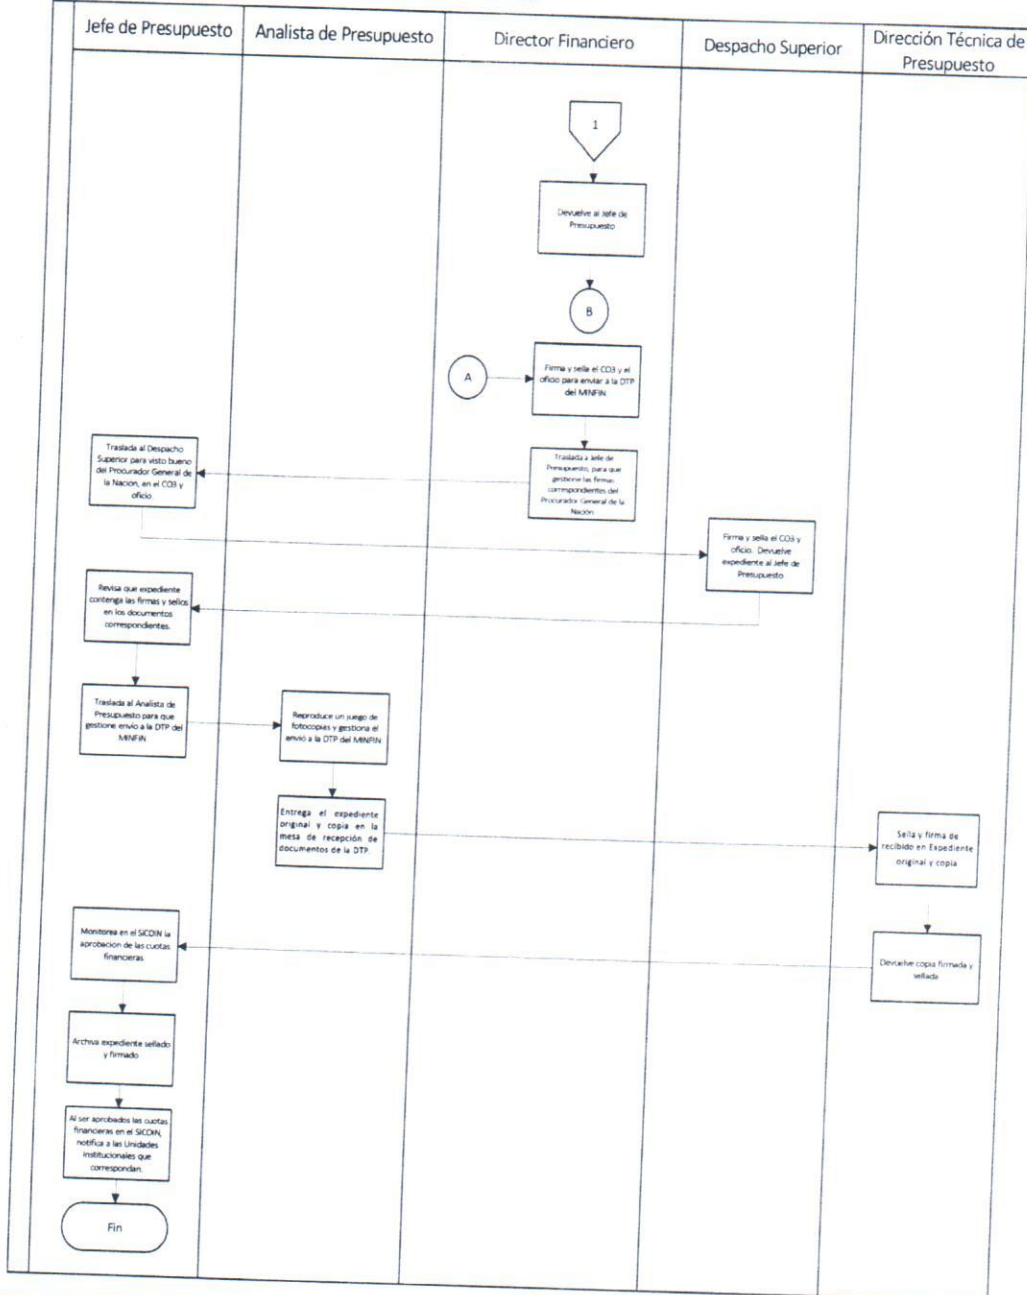 Jefe de Presupuesto
Analista de Presupuesto
Director Financiero
Despacho Superior
Dirección Técnica de
Presupuesto
1
Devuelve al Jefe de
Presupuesto
B
A
Firma y sella el CO3 y el
oficio para enviar a la DTP
del MINFIN
Traslada a Jefe de
Presupuesto, para que
gestione las firmas
correspondientes del
Procurador General de la
Nación
Traslada al Despacho
Superior para visto bueno
del Procurador General de
la Nación, en el CO3 y
oficio
Firma y sella el CO3 y
oficio. Devuelve
expediente al Jefe de
Presupuesto
Revisa que expediente
contenga las firmas y sellos
en los documentos
correspondientes.
Traslada al Analista de
Presupuesto para que
gestione envío a la DTP del
MINFIN
Reproduce un juego de
fotocopias y gestiona el
envió a la DTP del MINFIN
Entrega el expediente
original y copia en la
mesa de recepción de
documentos de la DTP.
Sella y firma de
recibido en Expediente
original y copia
Devuelve copia firmada y
sellada
Monitorea en el SICOIN la
aprobacion de las cuotas
financieras
Archiva expediente sellado
y firmado
Al ser aprobados las cuotas
financieras en el SICOIN,
notifica a las Unidades
Institucionales que
correspondan.
Fin